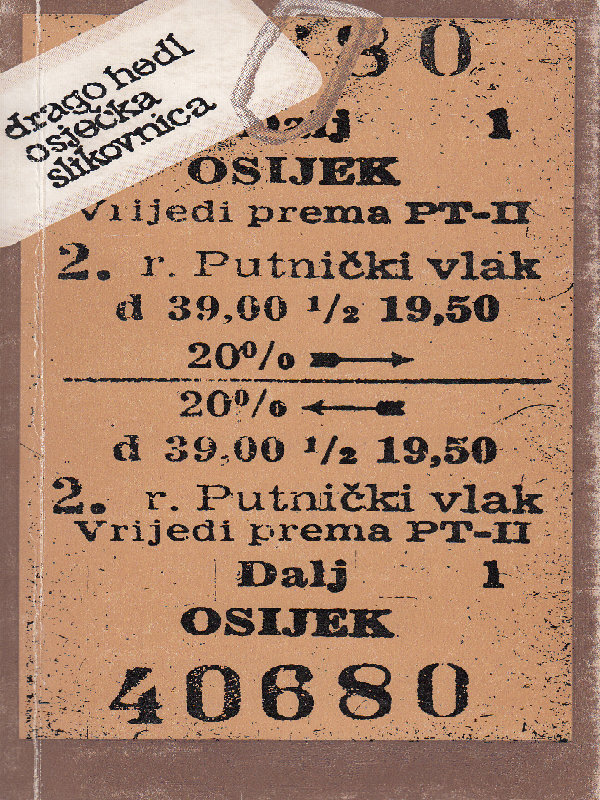 drago hedl
osječka
slikovnica
80
Dalj 1
OSIJEK
Vrijedi prema PT-II
2. r. Putnički vlak
d 39,00 ½ 19,50
20%
20%
d 39,00 ½ 19,50
2. r. Putnički vlak
Vrijedi prema PT-II
Dalj 1
OSIJEK
40680